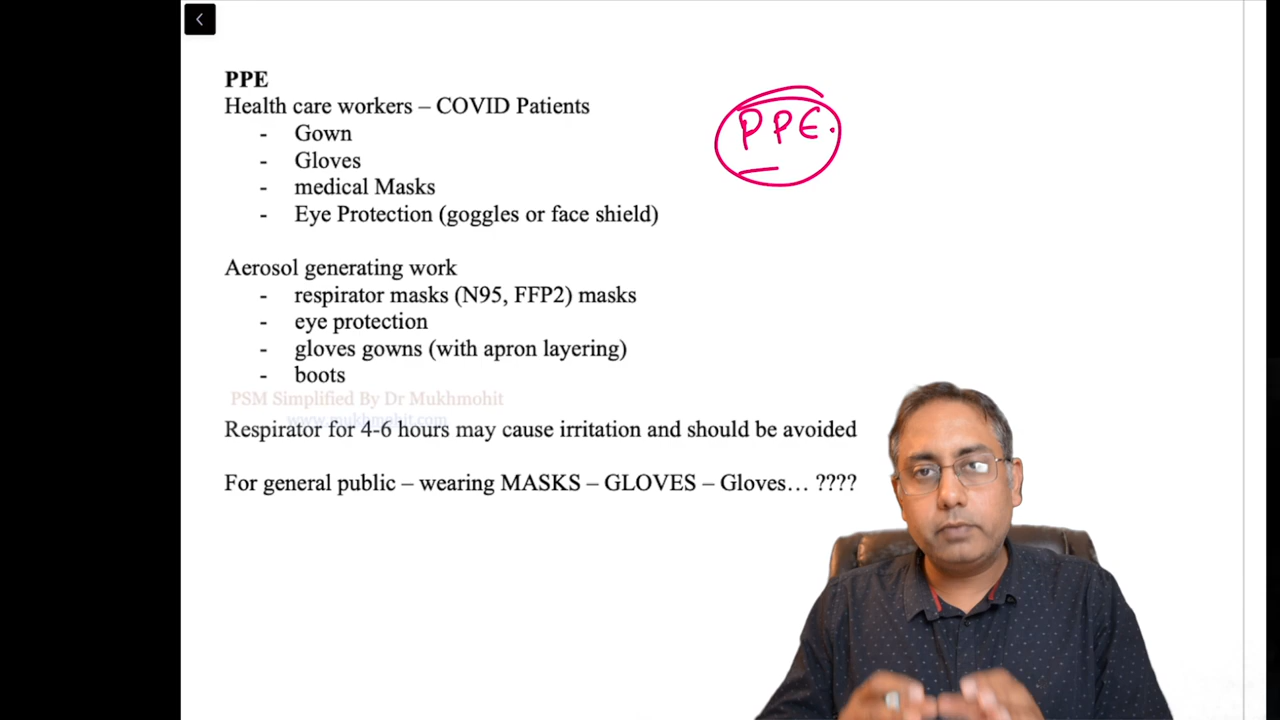 PPE
Health care workers – COVID Patients
- Gown
- Gloves
- medical Masks
- Eye Protection (goggles or face shield)
PPE.
Aerosol generating work
- respirator masks (N95, FFP2) masks
- eye protection
- gloves gowns (with apron layering)
- boots
PSM Simplified By Dr Mukhmohit
www.mukhmohit.com
Respirator for 4-6 hours may cause irritation and should be avoided
For general public – wearing MASKS – GLOVES – Gloves… ????